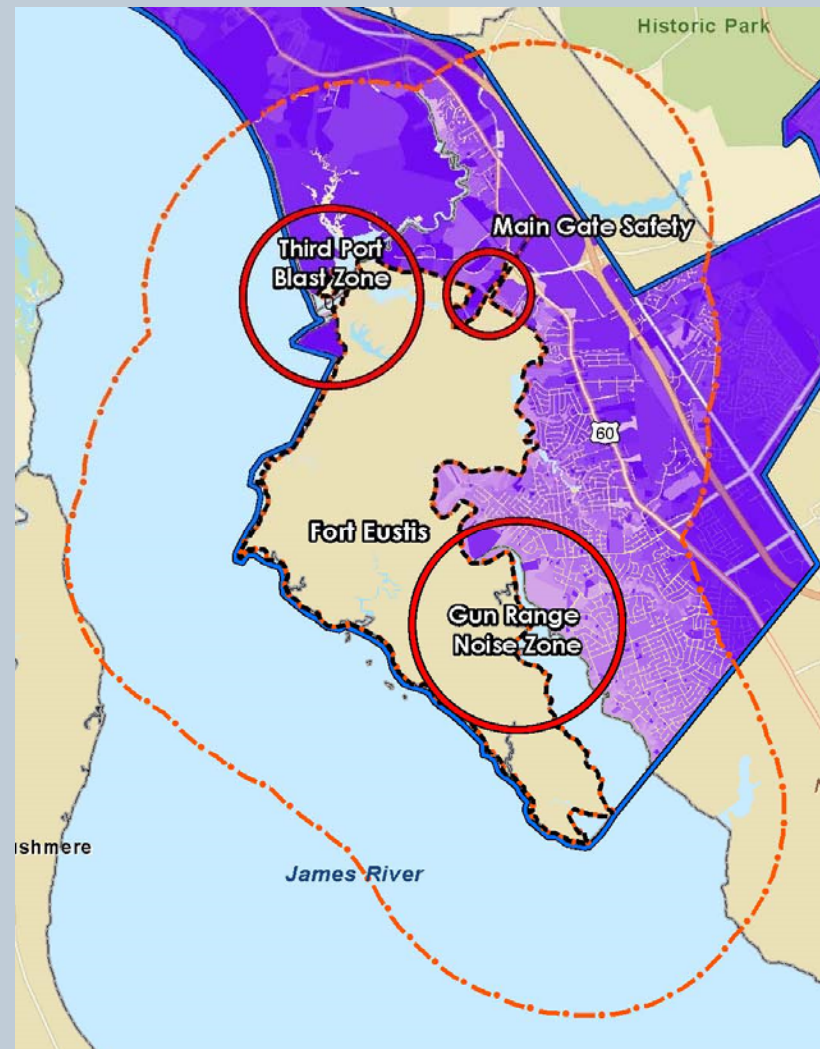 Historic Park
Main Gate Safety
Third Port
Blast Zone
60
Fort Eustis
Gun Range
Noise Zone
ishmere
James River